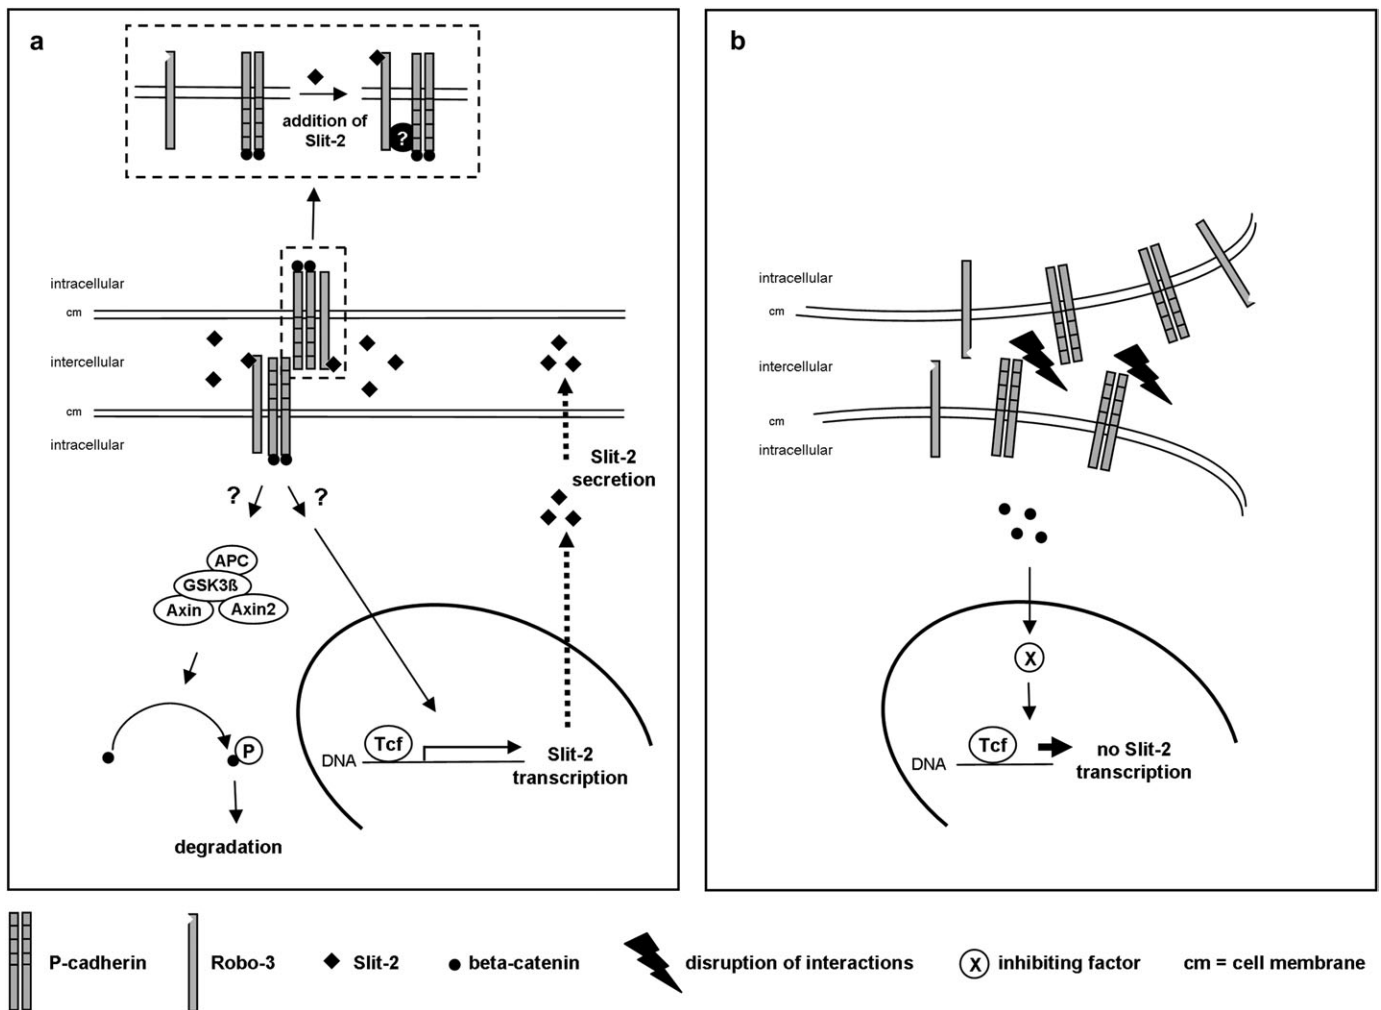 a
addition of
Slit-2
?
intracellular
cm
intercellular
cm
intracellular
Slit-2
secretion
? ?
APC
GSK3ß
Axin Axin2
P
degradation
DNA Tcf
Slit-2
transcription
b
intracellular
cm
intercellular
cm
intracellular
X
DNA Tcf
no Slit-2
transcription
P-cadherin Robo-3 Slit-2 beta-catenin disruption of interactions X inhibiting factor cm = cell membrane